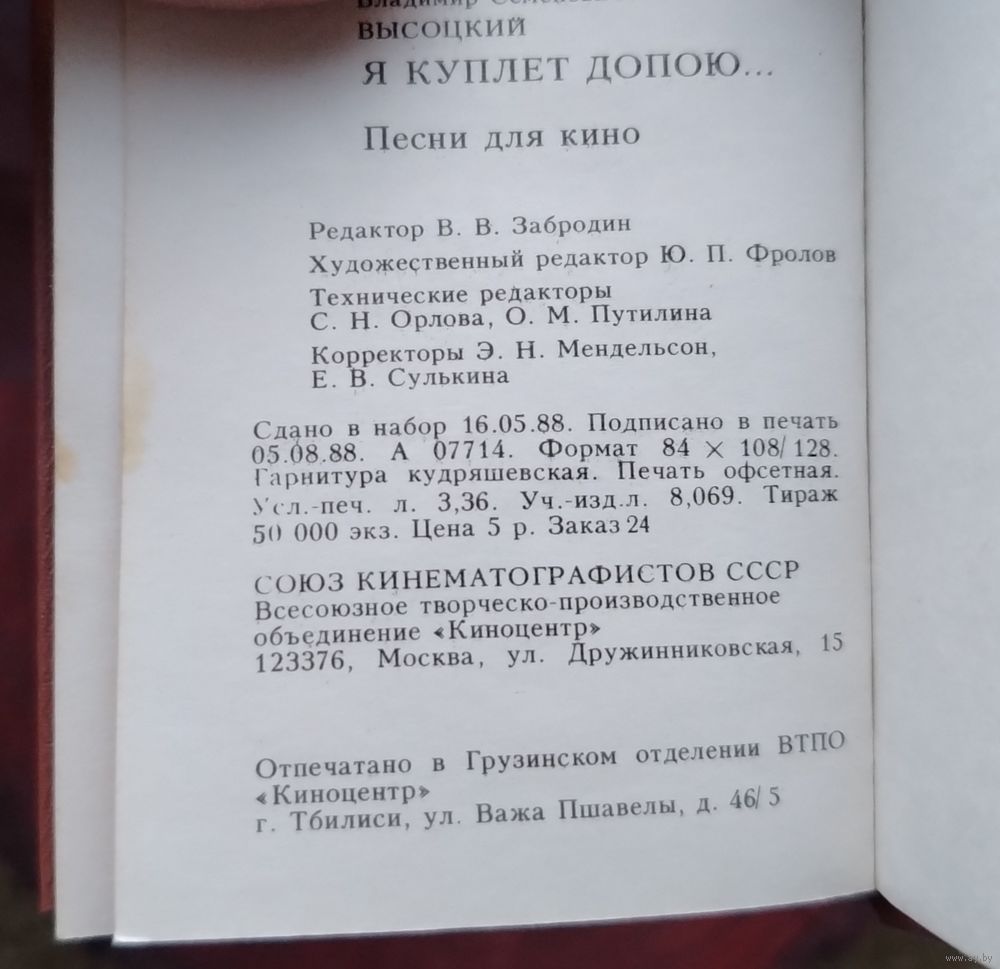 Владимир
ВЫСОЦКИЙ
Я КУПЛЕТ ДОПОЮ...
Песни для кино
Редактор В. В. Забродин
Художественный редактор Ю. П. Фролов
Технические редакторы
С. Н. Орлова, О. М. Путилина
Корректоры Э. Н. Мендельсон,
Е. В. Сулькина
Сдано в набор 16.05.88. Подписано в печать
05.08.88. А 07714. Формат 84 × 108/128.
Гарнитура кудряшевская. Печать офсетная.
Усл.-печ. л. 3,36. Уч.-изд.л. 8,069. Тираж
50 000 экз. Цена 5 р. Заказ 24
СОЮЗ КИНЕМАТОГРАФИСТОВ СССР
Всесоюзное творческо-производственное
объединение «Киноцентр»
123376, Москва, ул. Дружинниковская, 15
Отпечатано в Грузинском отделении ВТПО
«Киноцентр»
г. Тбилиси, ул. Важа Пшавелы, д. 46/5
www.ay.by